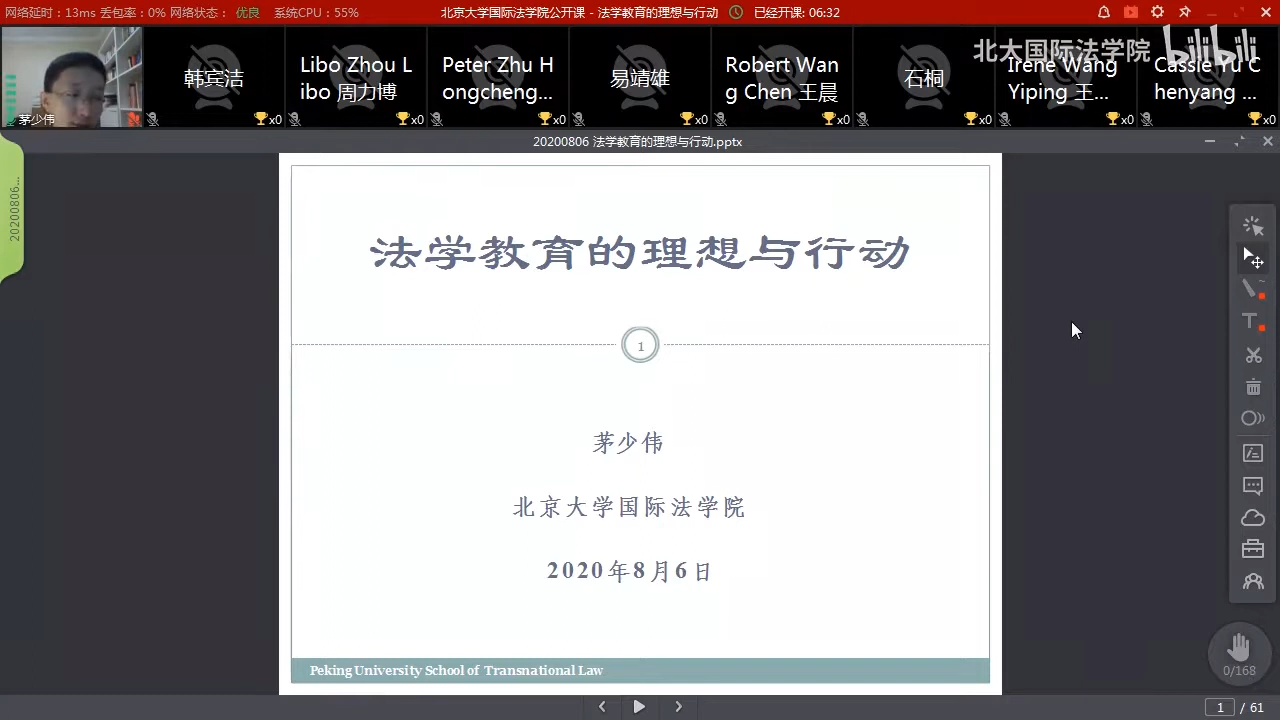 网络延时：13ms 丢包率：0% 网络状态： 优良 系统CPU：55%
北京大学国际法学院公开课 - 法学教育的理想与行动 已经开课: 06:32
北大国际法学院 bilibili
茅少伟
韩宾洁
x0
Libo Zhou L
ibo 周力博
x0
Peter Zhu H
ongcheng...
x0
易靖雄
x0
Robert Wan
g Chen 王晨
x0
石桐
x0
Irene Wang
Yiping 王...
x0
Cassie Yu C
henyang ...
x0
20200806 法学教育的理想与行动.pptx
20200806...
法学教育的理想与行动
1
茅少伟
北京大学国际法学院
2020年8月6日
Peking University School of Transnational Law
T
0/168
1 / 61